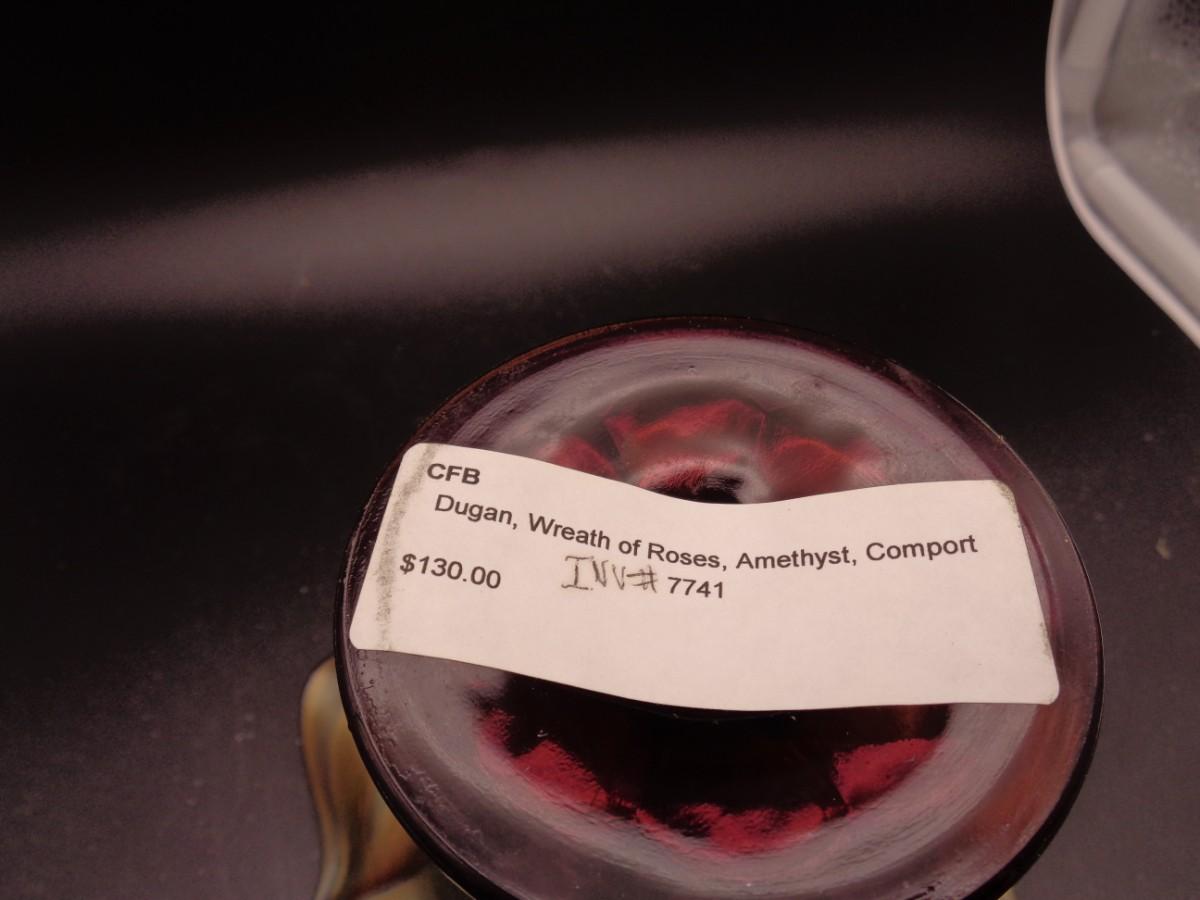 CFB
Dugan, Wreath of Roses, Amethyst, Comport
$130.00 INV# 7741